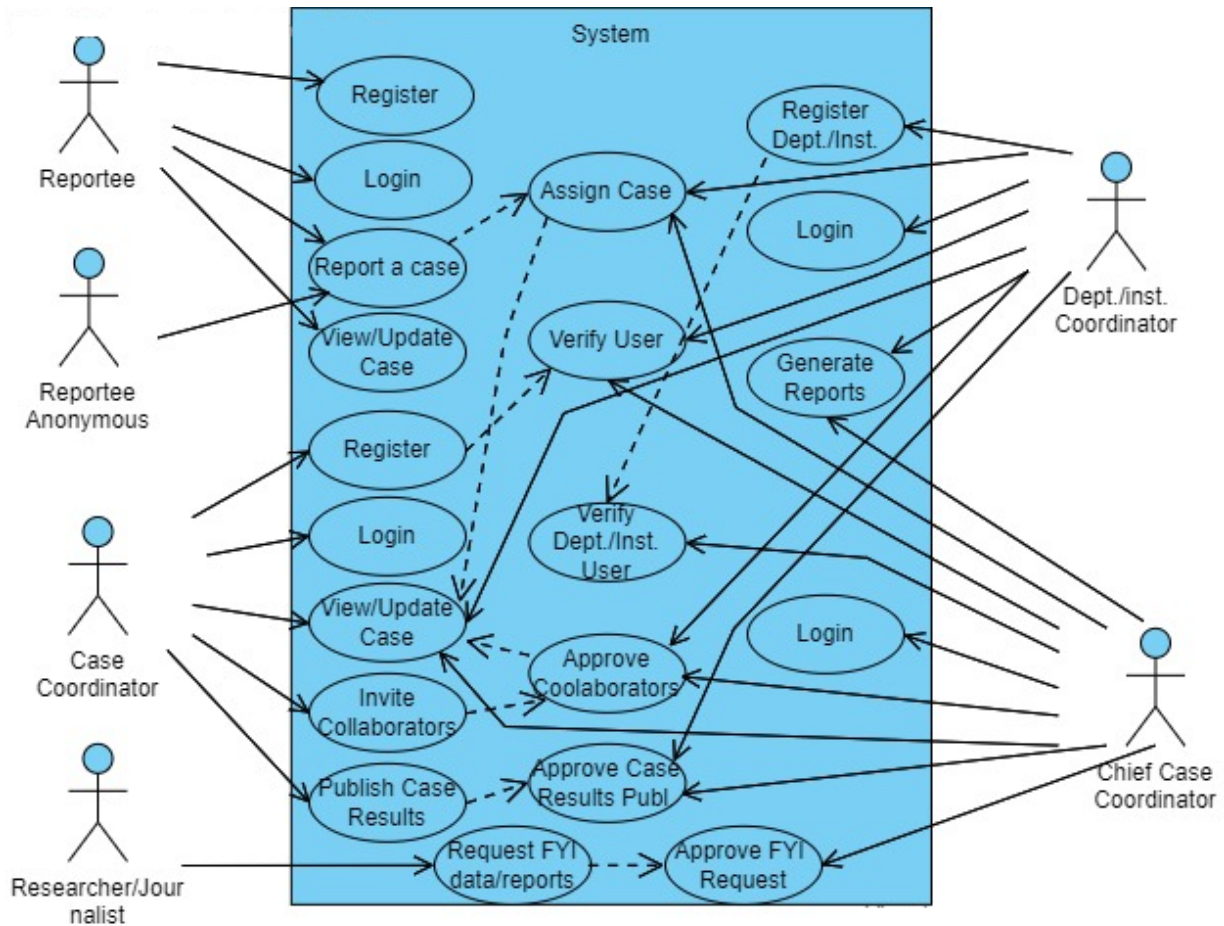 System
Register
Login
Report a case
View/Update
Case
Register
Login
View/Update
Case
Invite
Collaborators
Publish Case
Results
Request FYI
data/reports
Assign Case
Verify User
Verify
Dept./Inst.
User
Approve
Coolaborators
Approve Case
Results Publ
Approve FYI
Request
Register
Dept./Inst.
Login
Generate
Reports
Login
Reportee
Reportee
Anonymous
Case
Coordinator
Researcher/Jour
nalist
Dept./inst.
Coordinator
Chief Case
Coordinator